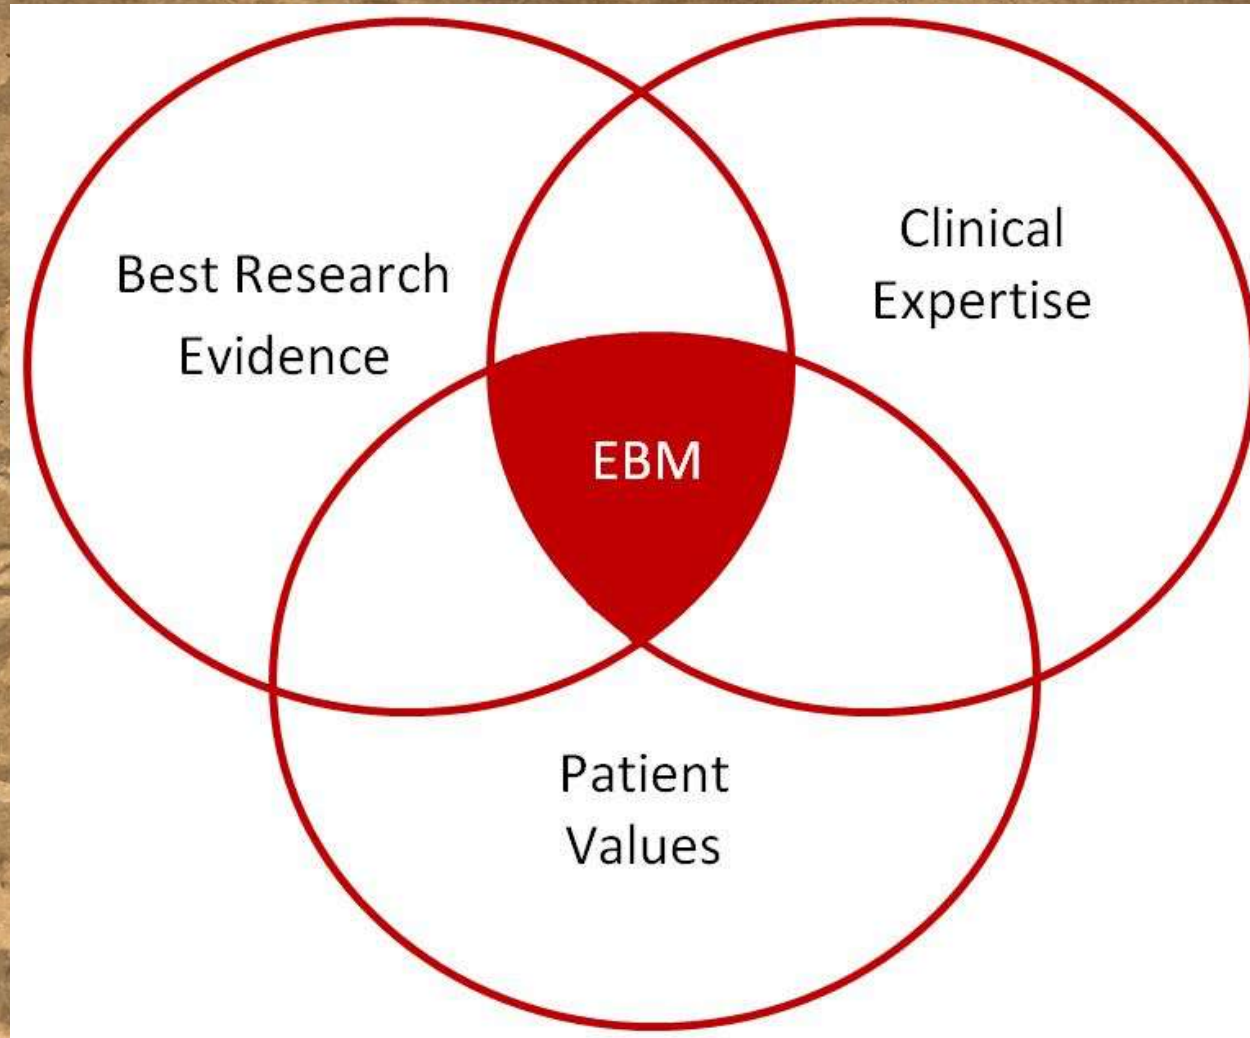 Best Research
Evidence
Clinical
Expertise
EBM
Patient
Values